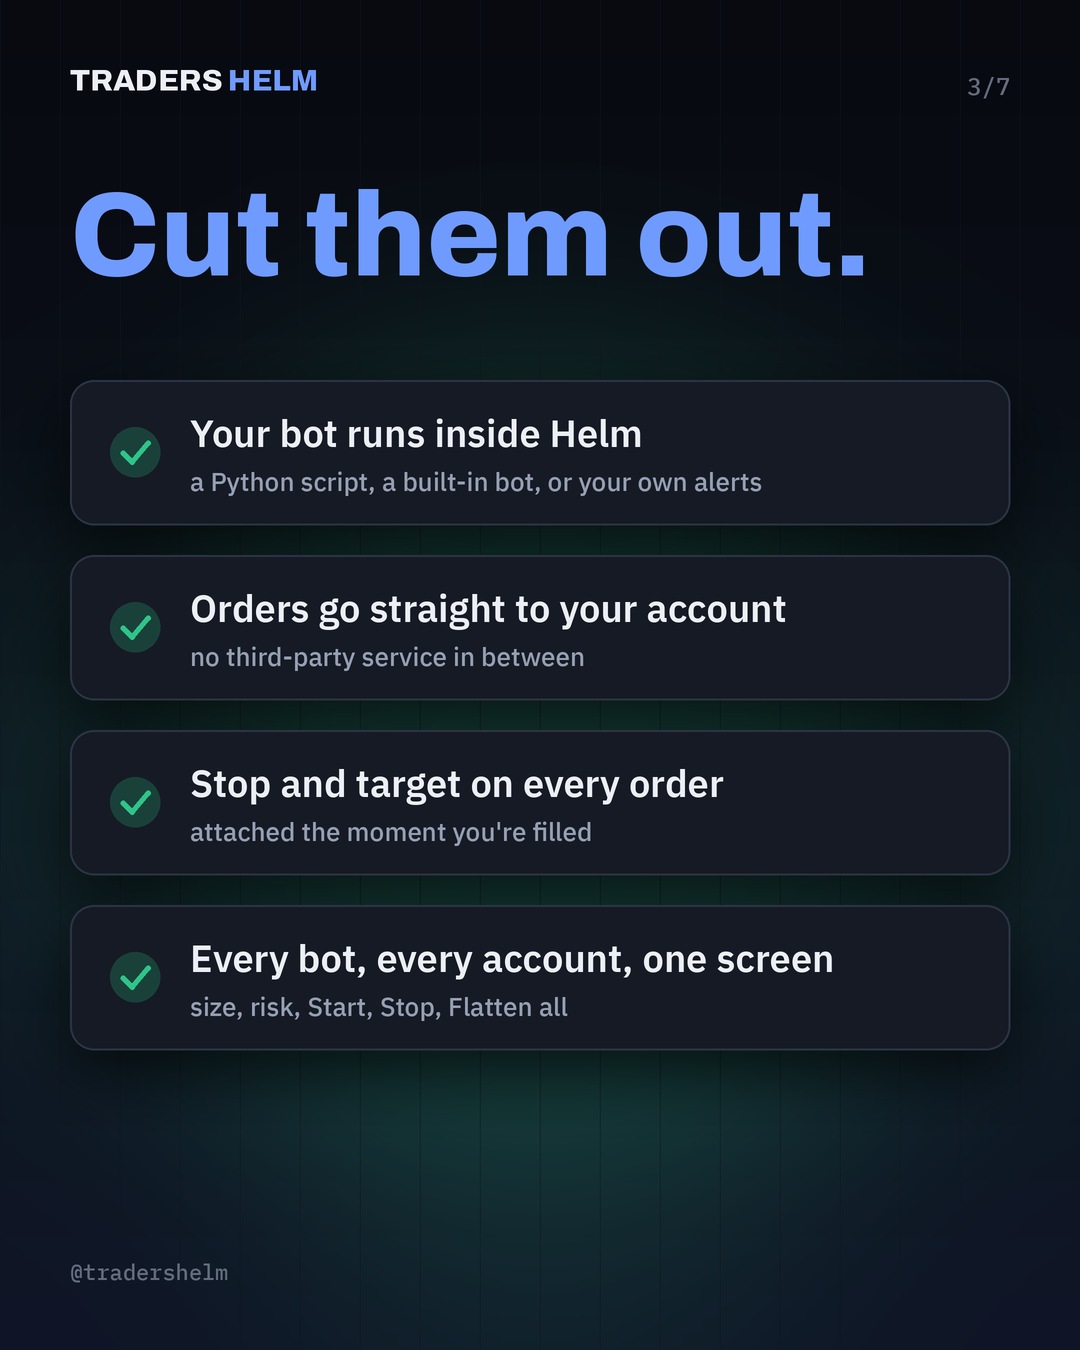 TRADERS HELM
3/7
Cut them out.
Your bot runs inside Helm
a Python script, a built-in bot, or your own alerts
Orders go straight to your account
no third-party service in between
Stop and target on every order
attached the moment you're filled
Every bot, every account, one screen
size, risk, Start, Stop, Flatten all
@tradershelm